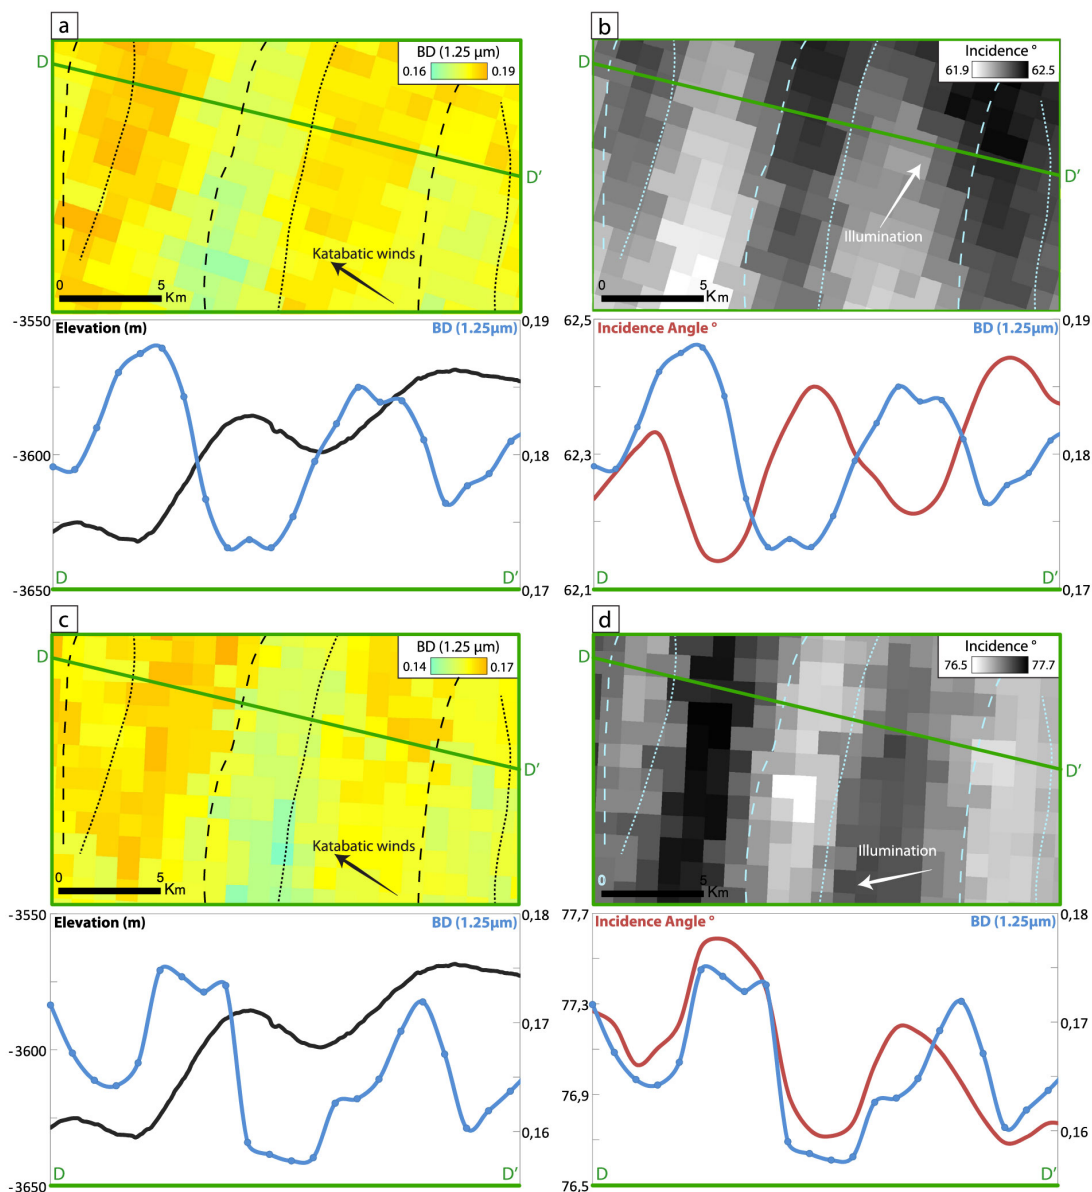 a
BD (1.25 µm)
0.16 0.19
D
D'
Katabatic winds
0 5
Km
b
Incidence °
61.9 62.5
D
D'
Illumination
0 5
Km
-3550
-3600
-3650
Elevation (m) BD (1.25µm)
0,19
0,18
0,17
D D'
62,5
62,3
62,1
Incidence Angle ° BD (1.25µm)
0,19
0,18
0,17
D D'
c
BD (1.25 µm)
0.14 0.17
D
D'
Katabatic winds
0 5
Km
d
Incidence °
76.5 77.7
D
D'
Illumination
0 5
Km
-3550
-3600
-3650
Elevation (m) BD (1.25µm)
0,18
0,17
0,16
D D'
77,7
77,3
76,9
76,5
Incidence Angle ° BD (1.25µm)
0,18
0,17
0,16
D D'